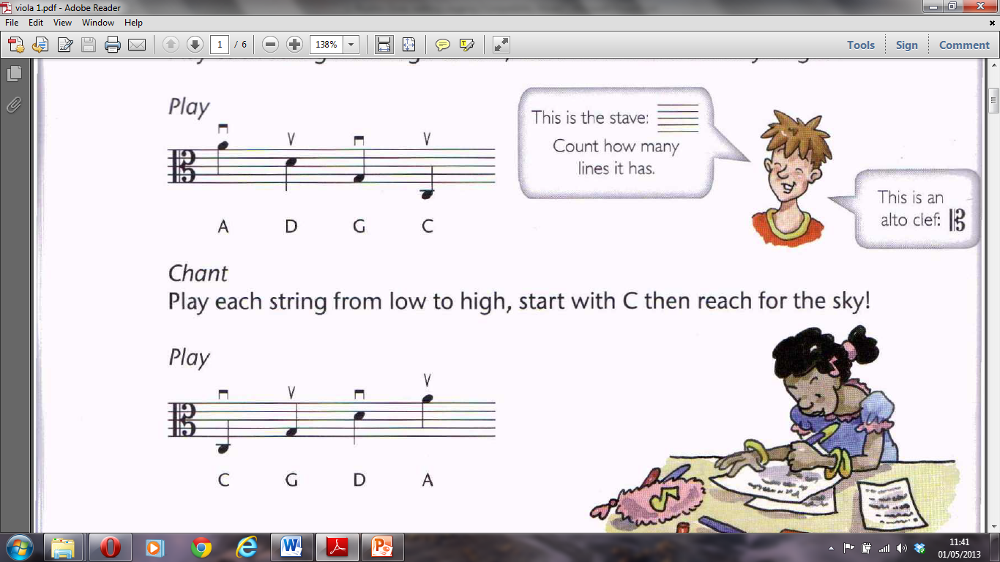 viola 1.pdf - Adobe Reader
File Edit View Window Help
1 / 6 138% Tools Sign Comment
Play
This is the stave:
Count how many
lines it has.
A D G C
This is an
alto clef:
Chant
Play each string from low to high, start with C then reach for the sky!
Play
C G D A
11:41
01/05/2013